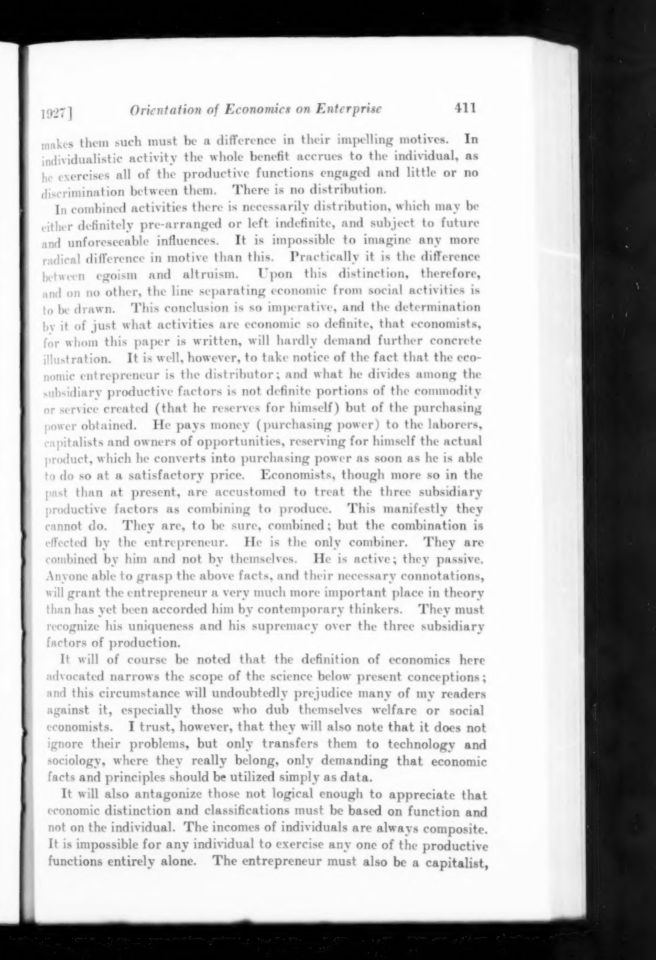 1927] Orientation of Economics on Enterprise 411
makes them such must be a difference in their impelling motives. In
individualistic activity the whole benefit accrues to the individual, as
he exercises all of the productive functions engaged and little or no
discrimination between them. There is no distribution.
In combined activities there is necessarily distribution, which may be
either definitely pre-arranged or left indefinite, and subject to future
and unforeseeable influences. It is impossible to imagine any more
radical difference in motive than this. Practically it is the difference
between egoism and altruism. Upon this distinction, therefore,
and on no other, the line separating economic from social activities is
to be drawn. This conclusion is so imperative, and the determination
by it of just what activities are economic so definite, that economists,
for whom this paper is written, will hardly demand further concrete
illustration. It is well, however, to take notice of the fact that the eco-
nomic entrepreneur is the distributor; and what he divides among the
subsidiary productive factors is not definite portions of the commodity
or service created (that he reserves for himself) but of the purchasing
power obtained. He pays money (purchasing power) to the laborers,
capitalists and owners of opportunities, reserving for himself the actual
product, which he converts into purchasing power as soon as he is able
to do so at a satisfactory price. Economists, though more so in the
past than at present, are accustomed to treat the three subsidiary
productive factors as combining to produce. This manifestly they
cannot do. They are, to be sure, combined; but the combination is
effected by the entrepreneur. He is the only combiner. They are
combined by him and not by themselves. He is active; they passive.
Anyone able to grasp the above facts, and their necessary connotations,
will grant the entrepreneur a very much more important place in theory
than has yet been accorded him by contemporary thinkers. They must
recognize his uniqueness and his supremacy over the three subsidiary
factors of production.
It will of course be noted that the definition of economics here
advocated narrows the scope of the science below present conceptions;
and this circumstance will undoubtedly prejudice many of my readers
against it, especially those who dub themselves welfare or social
economists. I trust, however, that they will also note that it does not
ignore their problems, but only transfers them to technology and
sociology, where they really belong, only demanding that economic
facts and principles should be utilized simply as data.
It will also antagonize those not logical enough to appreciate that
economic distinction and classifications must be based on function and
not on the individual. The incomes of individuals are always composite.
It is impossible for any individual to exercise any one of the productive
functions entirely alone. The entrepreneur must also be a capitalist,